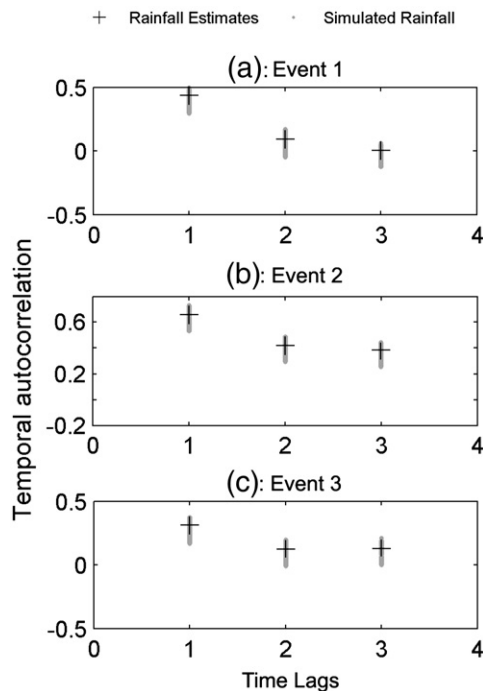 Rainfall Estimates Simulated Rainfall
(a): Event 1
0.5
0
-0.5
0 1 2 3 4
(b): Event 2
0.6
0.2
-0.2
0 1 2 3 4
(c): Event 3
0.5
0
-0.5
0 1 2 3 4
Time Lags
Temporal autocorrelation